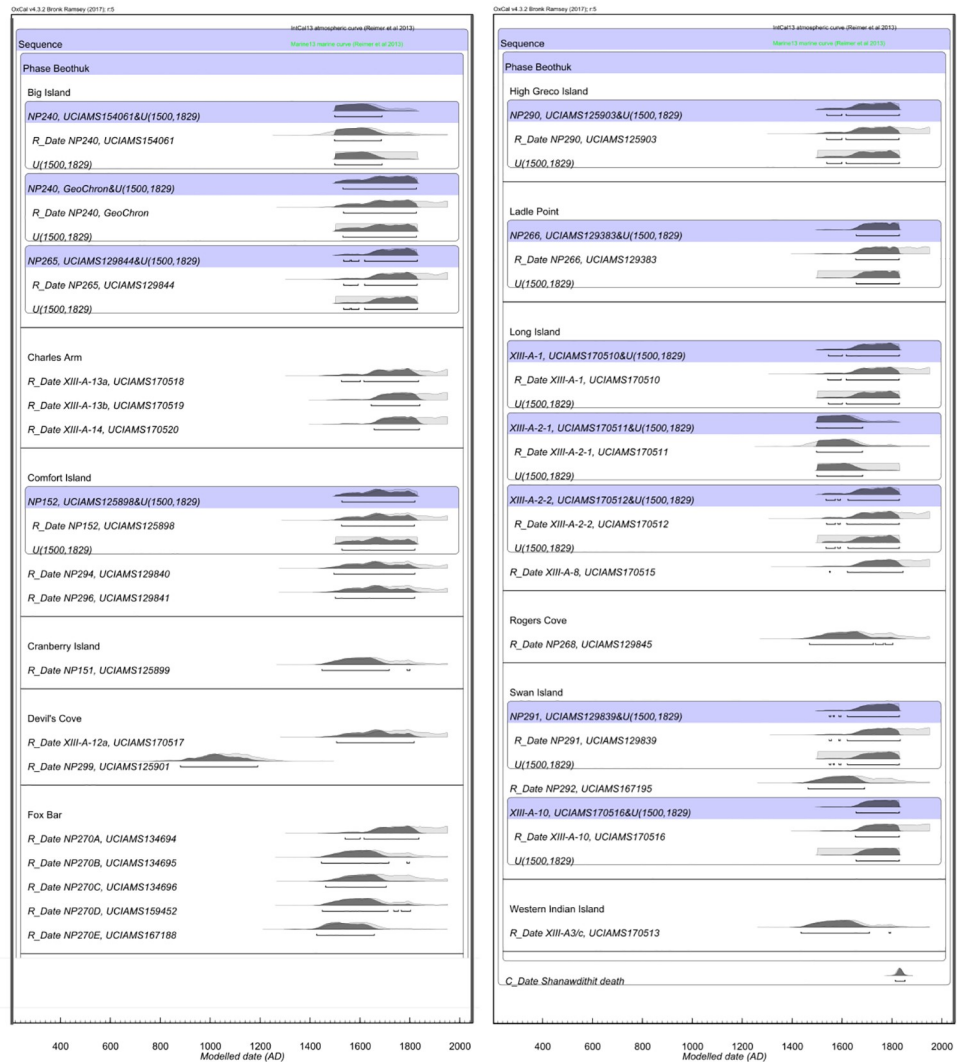 OxCal v4.3.2 Bronk Ramsey (2017); r:5
IntCal13 atmospheric curve (Reimer et al 2013)
Marine13 marine curve (Reimer et al 2013)
Sequence
Phase Beothuk
Big Island
NP240, UCIAMS154061&U(1500,1829)
R_Date NP240, UCIAMS154061
U(1500,1829)
NP240, GeoChron&U(1500,1829)
R_Date NP240, GeoChron
U(1500,1829)
NP265, UCIAMS129844&U(1500,1829)
R_Date NP265, UCIAMS129844
U(1500,1829)
Charles Arm
R_Date XIII-A-13a, UCIAMS170518
R_Date XIII-A-13b, UCIAMS170519
R_Date XIII-A-14, UCIAMS170520
Comfort Island
NP152, UCIAMS125898&U(1500,1829)
R_Date NP152, UCIAMS125898
U(1500,1829)
R_Date NP294, UCIAMS129840
R_Date NP296, UCIAMS129841
Cranberry Island
R_Date NP151, UCIAMS125899
Devil's Cove
R_Date XIII-A-12a, UCIAMS170517
R_Date NP299, UCIAMS125901
Fox Bar
R_Date NP270A, UCIAMS134694
R_Date NP270B, UCIAMS134695
R_Date NP270C, UCIAMS134696
R_Date NP270D, UCIAMS159452
R_Date NP270E, UCIAMS167188
400 600 800 1000 1200 1400 1600 1800 2000
Modelled date (AD)
OxCal v4.3.2 Bronk Ramsey (2017); r:5
IntCal13 atmospheric curve (Reimer et al 2013)
Marine13 marine curve (Reimer et al 2013)
Sequence
Phase Beothuk
High Greco Island
NP290, UCIAMS125903&U(1500,1829)
R_Date NP290, UCIAMS125903
U(1500,1829)
Ladle Point
NP266, UCIAMS129383&U(1500,1829)
R_Date NP266, UCIAMS129383
U(1500,1829)
Long Island
XIII-A-1, UCIAMS170510&U(1500,1829)
R_Date XIII-A-1, UCIAMS170510
U(1500,1829)
XIII-A-2-1, UCIAMS170511&U(1500,1829)
R_Date XIII-A-2-1, UCIAMS170511
U(1500,1829)
XIII-A-2-2, UCIAMS170512&U(1500,1829)
R_Date XIII-A-2-2, UCIAMS170512
U(1500,1829)
R_Date XIII-A-8, UCIAMS170515
Rogers Cove
R_Date NP268, UCIAMS129845
Swan Island
NP291, UCIAMS129839&U(1500,1829)
R_Date NP291, UCIAMS129839
U(1500,1829)
R_Date NP292, UCIAMS167195
XIII-A-10, UCIAMS170516&U(1500,1829)
R_Date XIII-A-10, UCIAMS170516
U(1500,1829)
Western Indian Island
R_Date XIII-A3/c, UCIAMS170513
C_Date Shanawdithit death
400 600 800 1000 1200 1400 1600 1800 2000
Modelled date (AD)